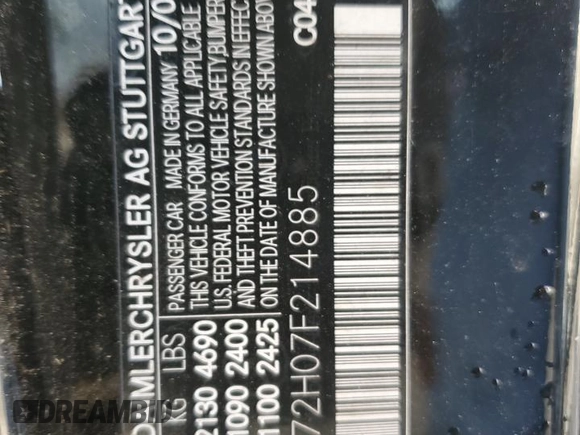 MLERCHRYSLER AG STUTTGAR
KG LBS
2130 4690
1090 2400
1100 2425
PASSENGER CAR MADE IN GERMANY 10/0
THIS VEHICLE CONFORMS TO ALL APPLICABLE
U.S. FEDERAL MOTOR VEHICLE SAFETY, BUMPER
AND THEFT PREVENTION STANDARDS IN EFFECT
ON THE DATE OF MANUFACTURE SHOWN ABOV
C04
72H07F214885
DREAMBID